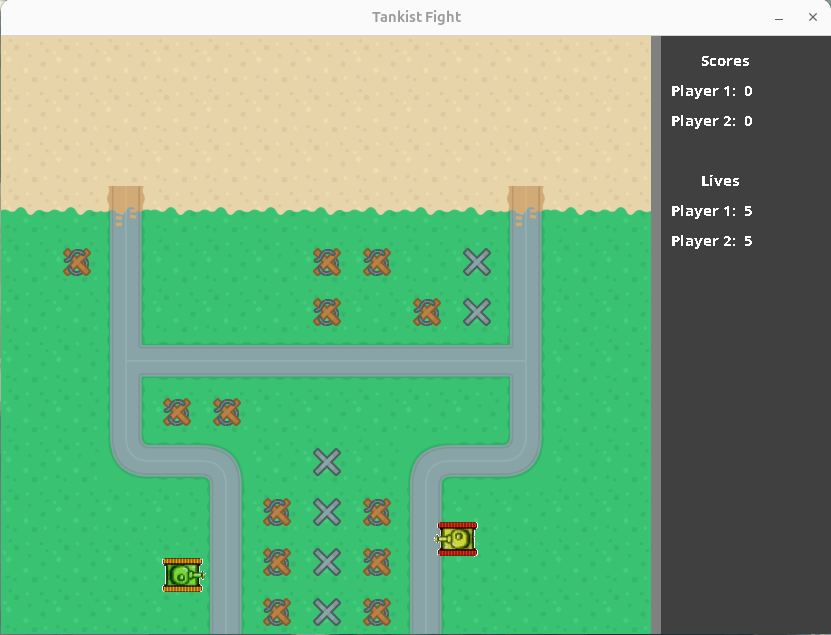 Tankist Fight
Scores
Player 1: 0
Player 2: 0
Lives
Player 1: 5
Player 2: 5